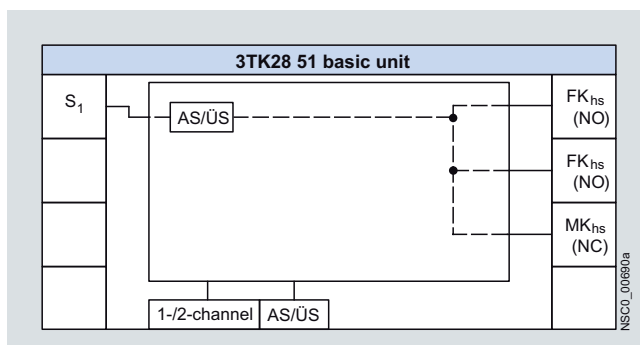 3TK28 51 basic unit
S1
AS/ÜS
FKhs
(NO)
FKhs
(NO)
MKhs
(NC)
1-/2-channel
AS/ÜS
NSC0_00690a